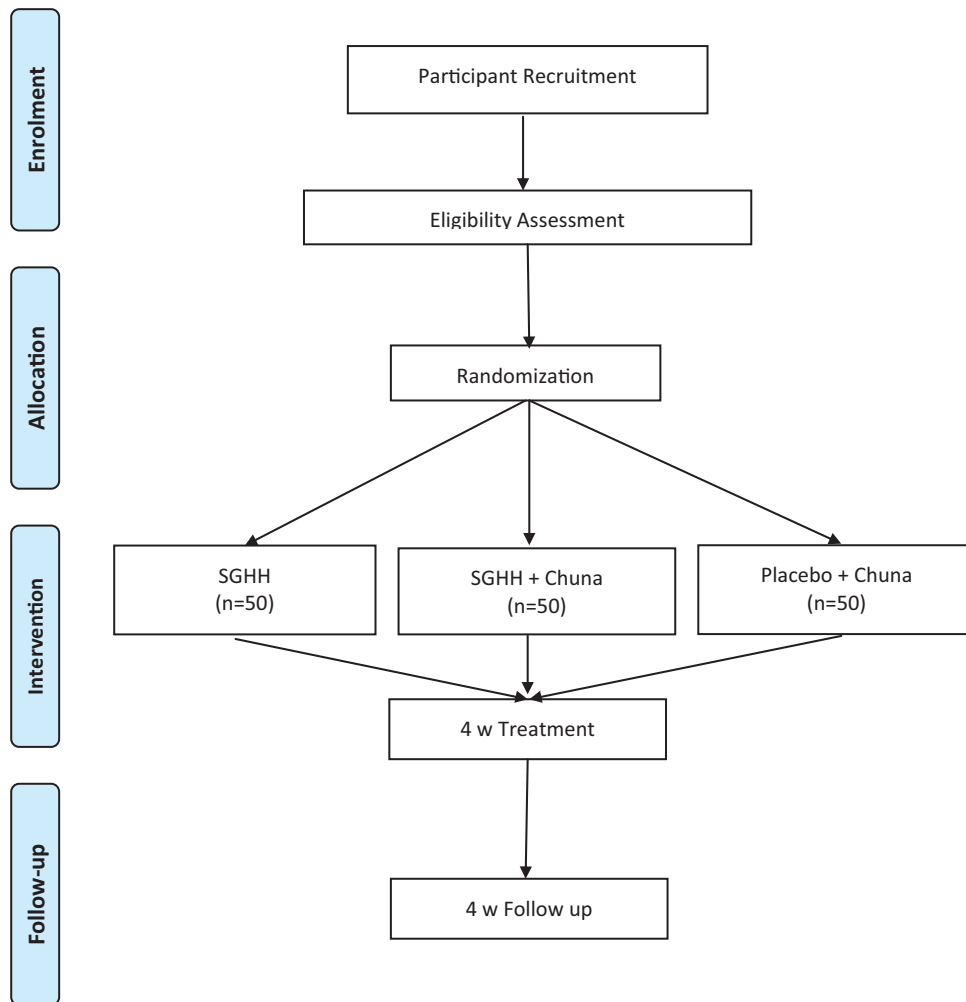 Enrolment
Participant Recruitment
Eligibility Assessment
Allocation
Randomization
Intervention
SGHH
(n=50)
SGHH + Chuna
(n=50)
Placebo + Chuna
(n=50)
4 w Treatment
Follow-up
4 w Follow up